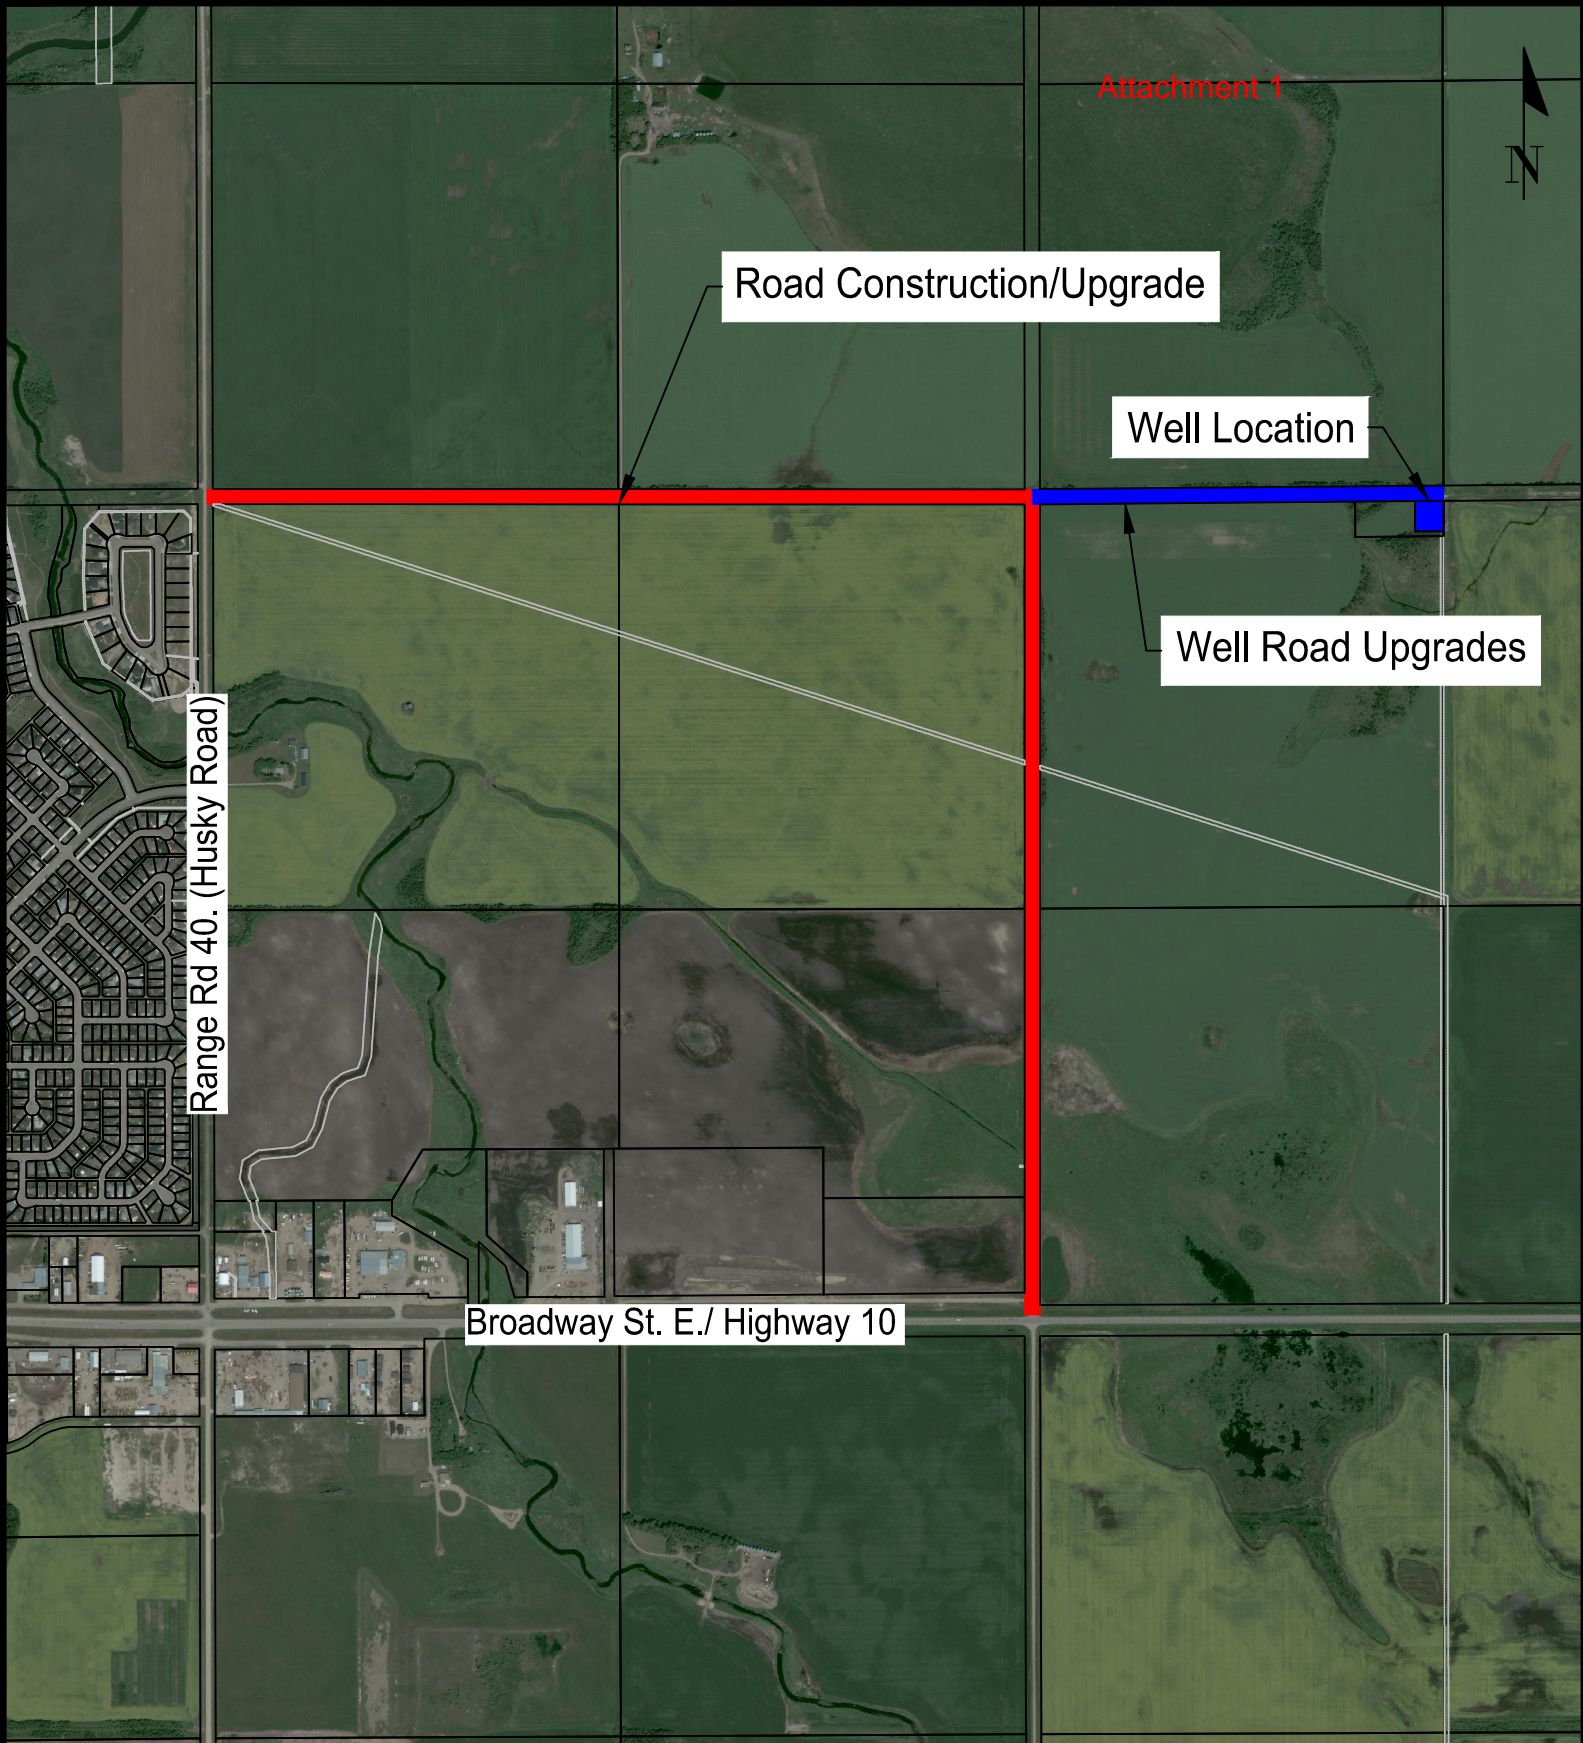 Attachment 1
N
Road Construction/Upgrade
Well Location
Well Road Upgrades
Range Rd 40. (Husky Road)
Broadway St. E./ Highway 10